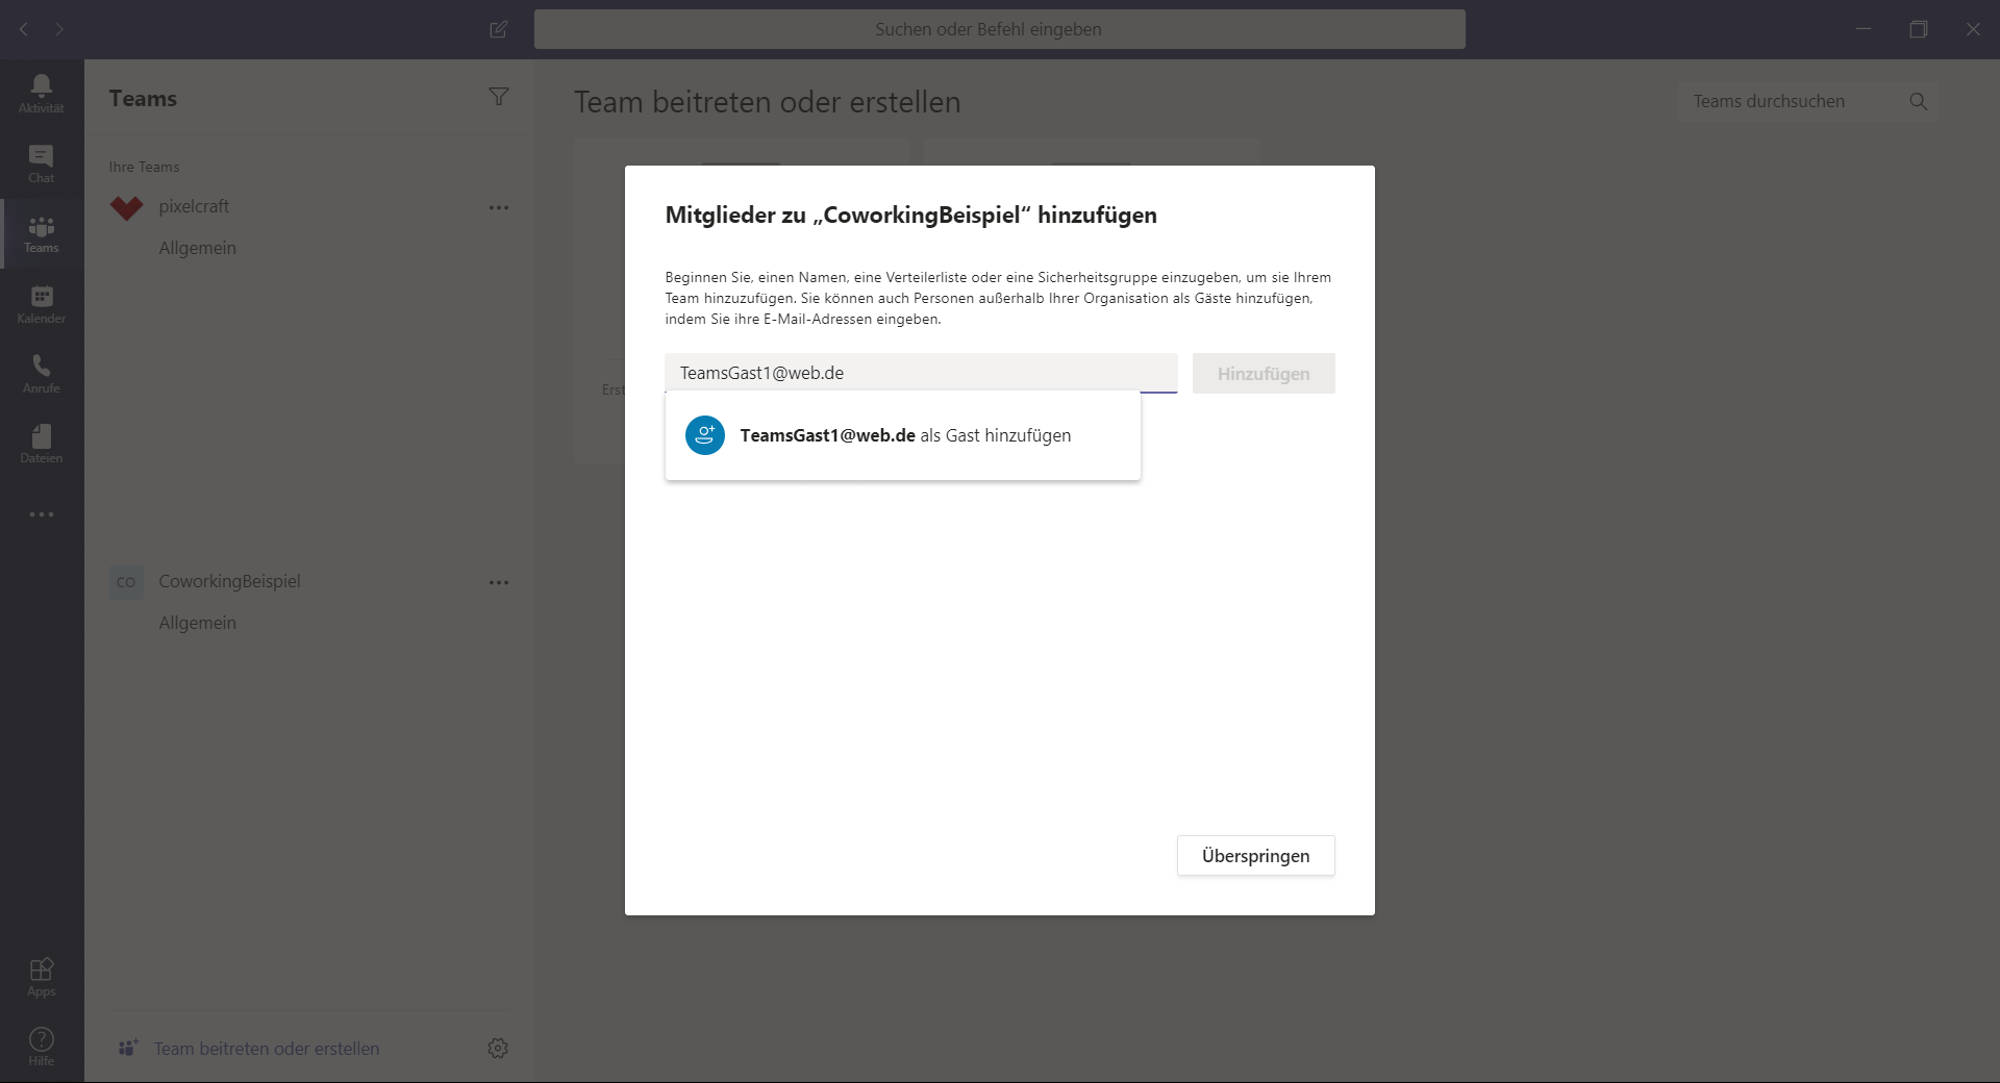 Suchen oder Befehl eingeben
Aktivität
Chat
Teams
Kalender
Anrufe
Dateien
Apps
Hilfe
Teams
Ihre Teams
pixelcraft
Allgemein
CO
CoworkingBeispiel
Allgemein
Team beitreten oder erstellen
Team beitreten oder erstellen
Teams durchsuchen
Erst
Mitglieder zu „CoworkingBeispiel“ hinzufügen
Beginnen Sie, einen Namen, eine Verteilerliste oder eine Sicherheitsgruppe einzugeben, um sie Ihrem
Team hinzuzufügen. Sie können auch Personen außerhalb Ihrer Organisation als Gäste hinzufügen,
indem Sie ihre E-Mail-Adressen eingeben.
TeamsGast1@web.de
Hinzufügen
TeamsGast1@web.de als Gast hinzufügen
Überspringen